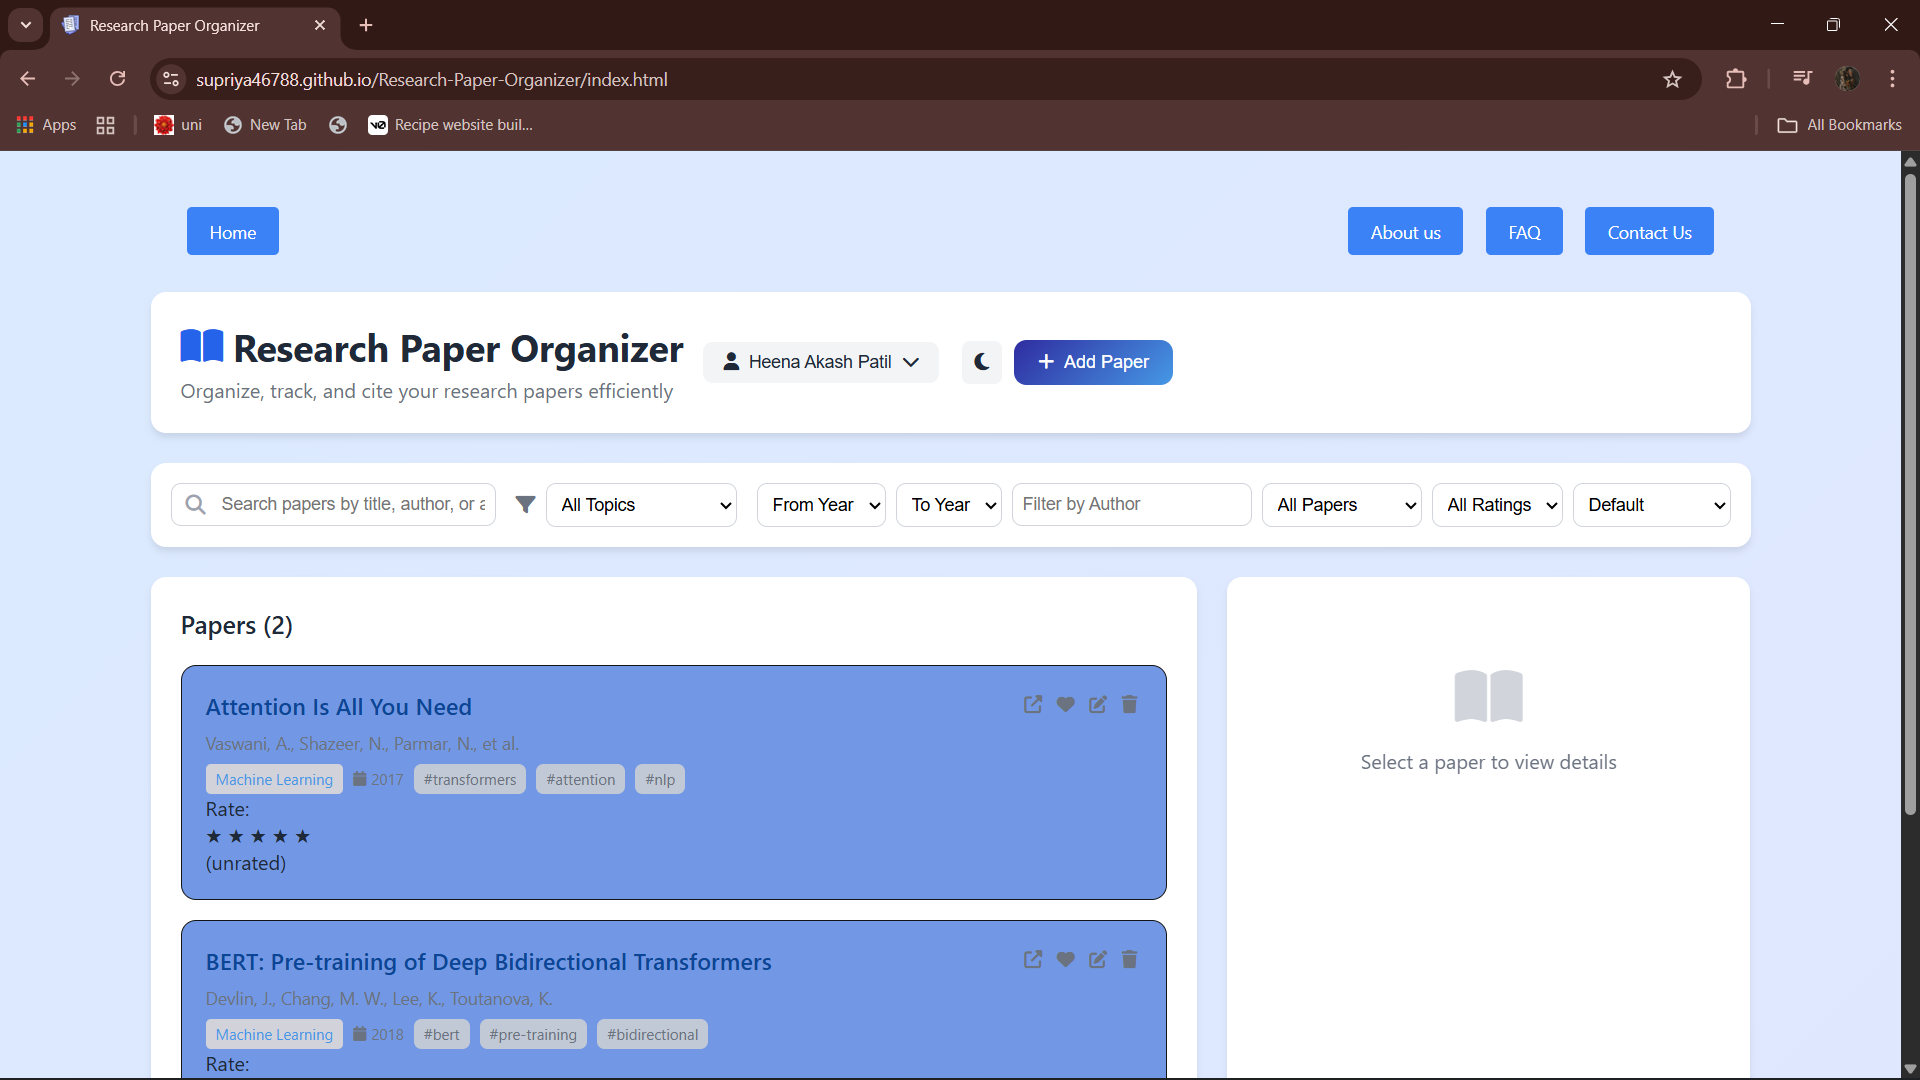 Research Paper Organizer
supriya46788.github.io/Research-Paper-Organizer/index.html
Apps uni New Tab Recipe website buil... All Bookmarks
Home About us FAQ Contact Us
Research Paper Organizer
Organize, track, and cite your research papers efficiently
Heena Akash Patil
+ Add Paper
Search papers by title, author, or a
All Topics From Year To Year Filter by Author All Papers All Ratings Default
Papers (2)
Attention Is All You Need
Vaswani, A., Shazeer, N., Parmar, N., et al.
Machine Learning 2017 #transformers #attention #nlp
Rate:
★ ★ ★ ★ ★
(unrated)
BERT: Pre-training of Deep Bidirectional Transformers
Devlin, J., Chang, M. W., Lee, K., Toutanova, K.
Machine Learning 2018 #bert #pre-training #bidirectional
Rate:
Select a paper to view details